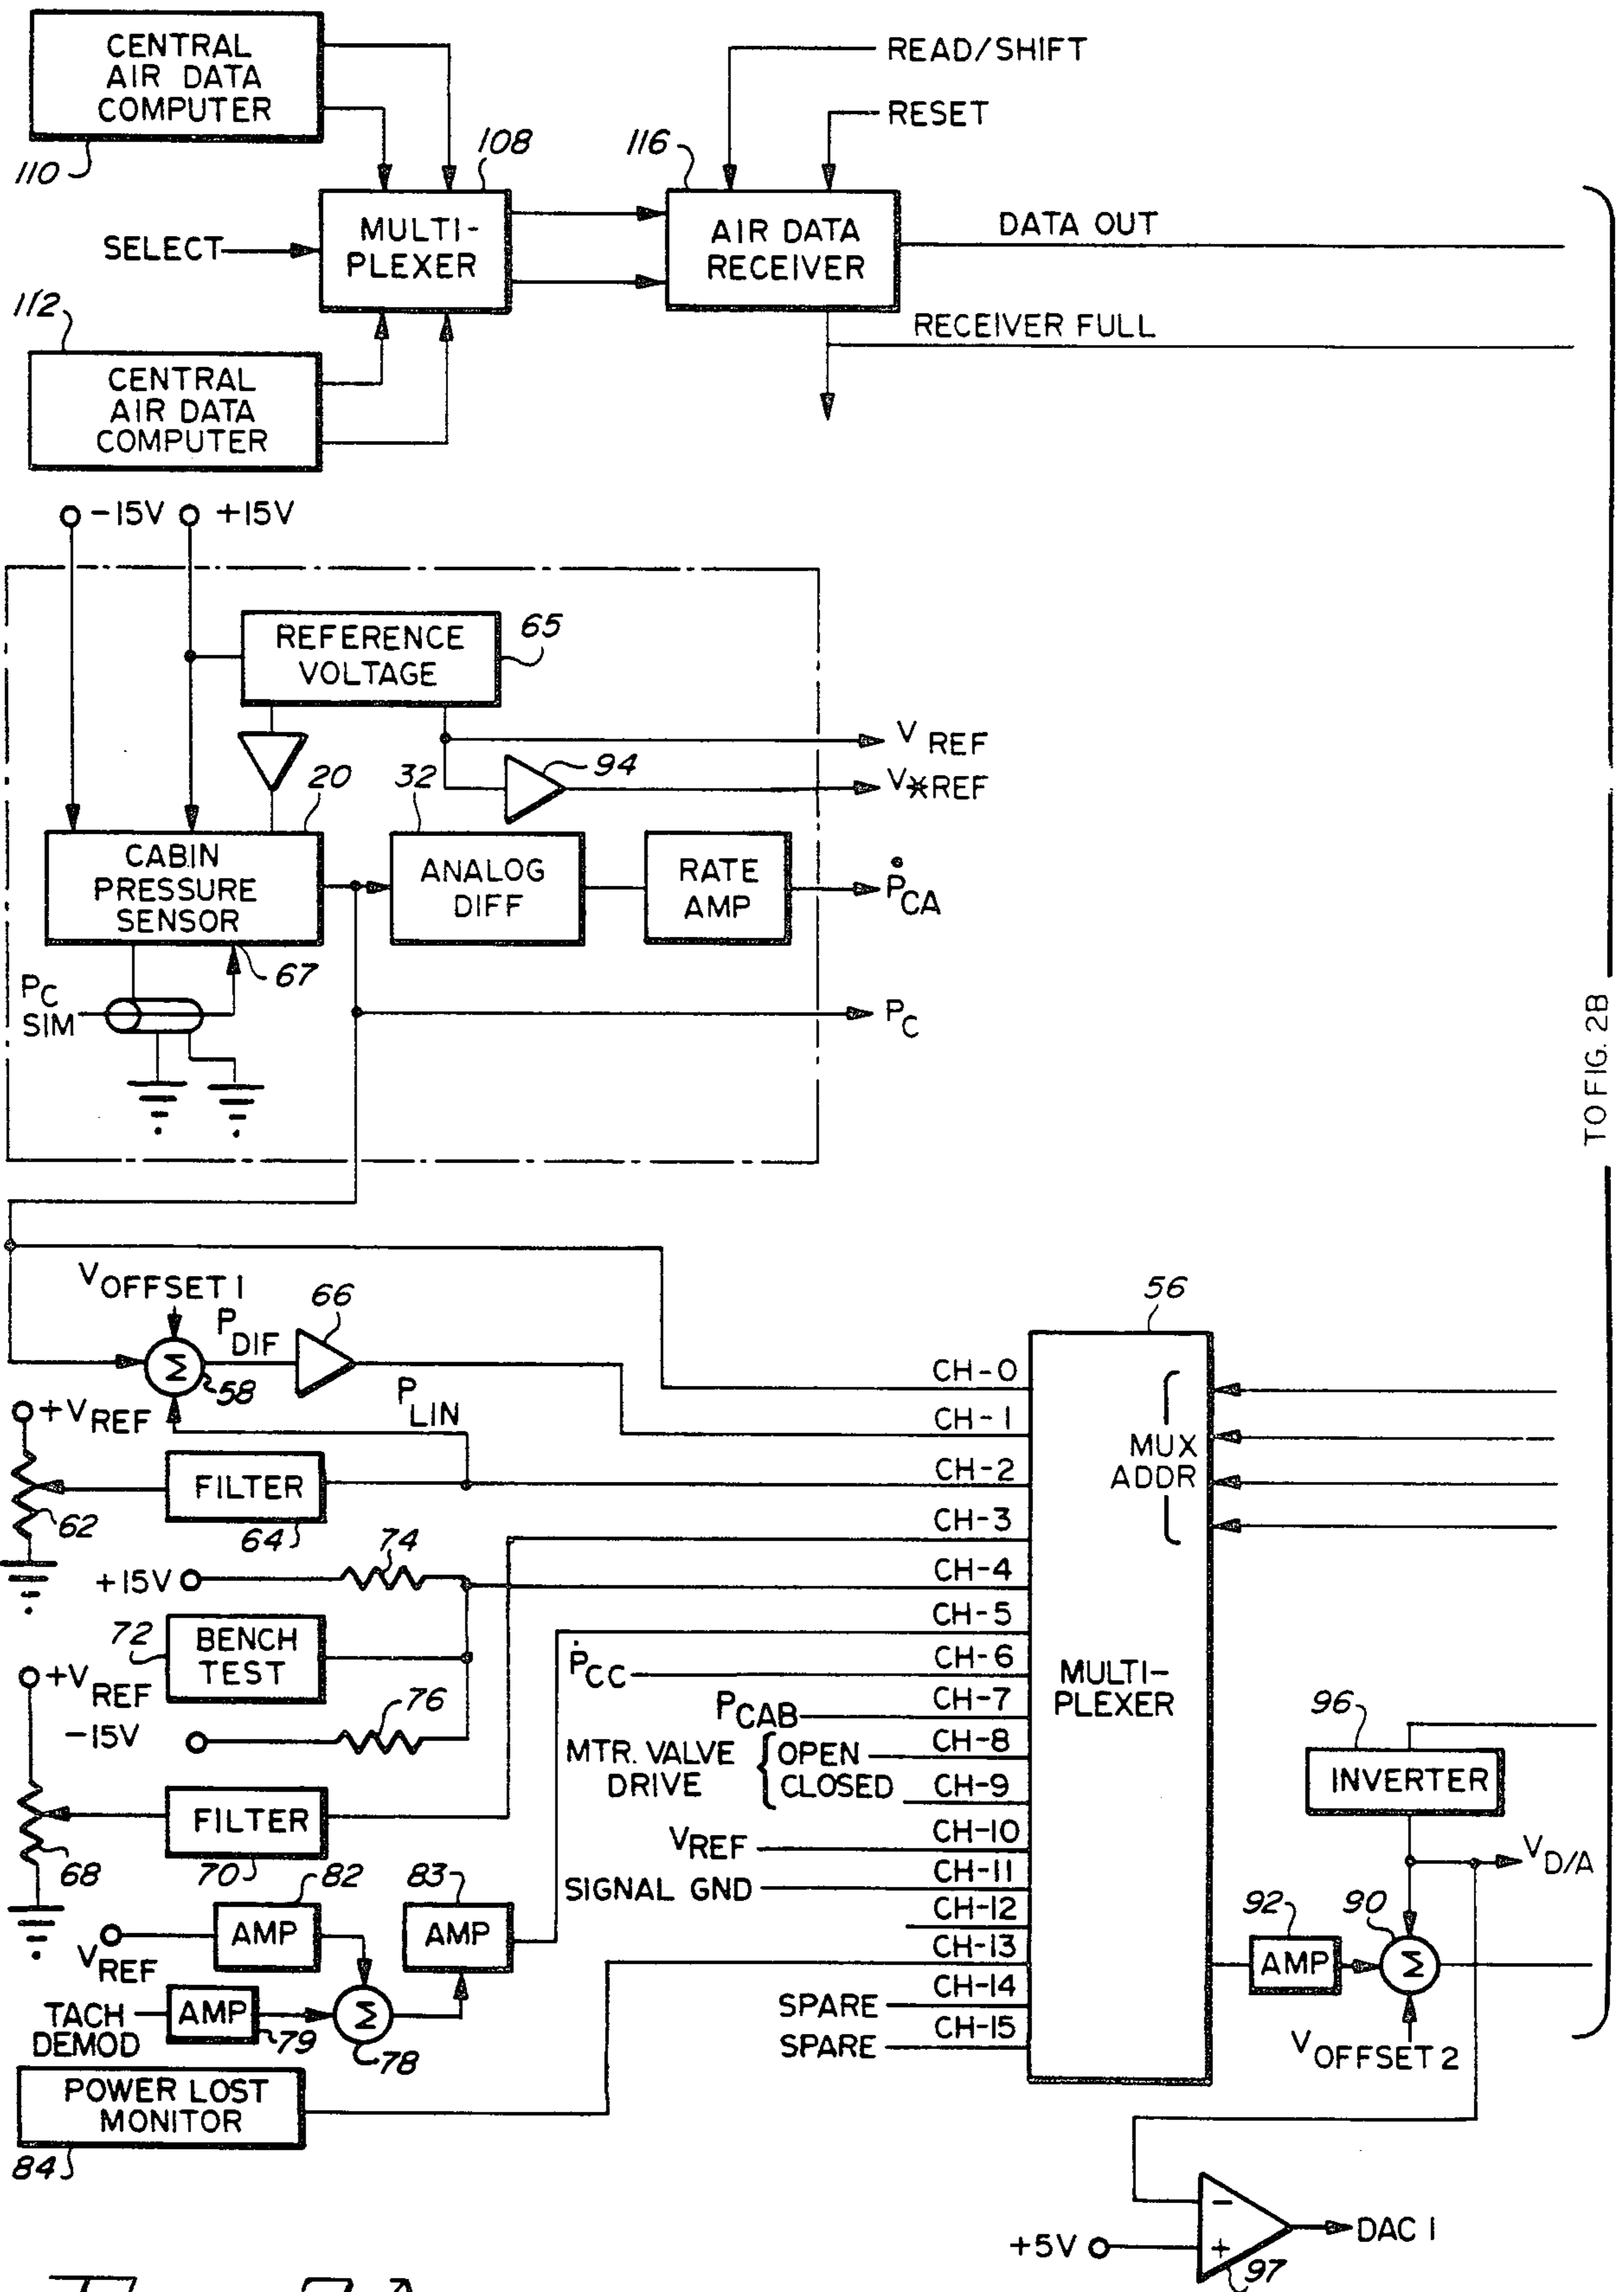 CENTRAL
AIR DATA
COMPUTER
110
READ/SHIFT
RESET
108
116
SELECT
MULTI-
PLEXER
AIR DATA
RECEIVER
DATA OUT
RECEIVER FULL
112
CENTRAL
AIR DATA
COMPUTER
-15V
+15V
REFERENCE
VOLTAGE
65
V REF
94
V*REF
20
32
CABIN
PRESSURE
SENSOR
ANALOG
DIFF
RATE
AMP
ṖCA
67
PC
SIM
PC
TO FIG. 2B
VOFFSET 1
PDIF
66
Σ
58
PLIN
+VREF
62
FILTER
64
74
+15V
72
BENCH
TEST
+VREF
-15V
76
68
FILTER
70
82
83
AMP
AMP
VREF
TACH
DEMOD
AMP
79
Σ
78
POWER LOST
MONITOR
84
56
CH-0
CH-1
CH-2
CH-3
CH-4
CH-5
ṖCC
CH-6
PCAB
CH-7
MTR. VALVE
DRIVE
OPEN
CH-8
CLOSED
CH-9
VREF
CH-10
SIGNAL GND
CH-11
CH-12
CH-13
SPARE
CH-14
SPARE
CH-15
MUX
ADDR
MULTI-
PLEXER
96
INVERTER
VD/A
92
AMP
90
Σ
VOFFSET 2
-
+
+5V
97
DAC 1